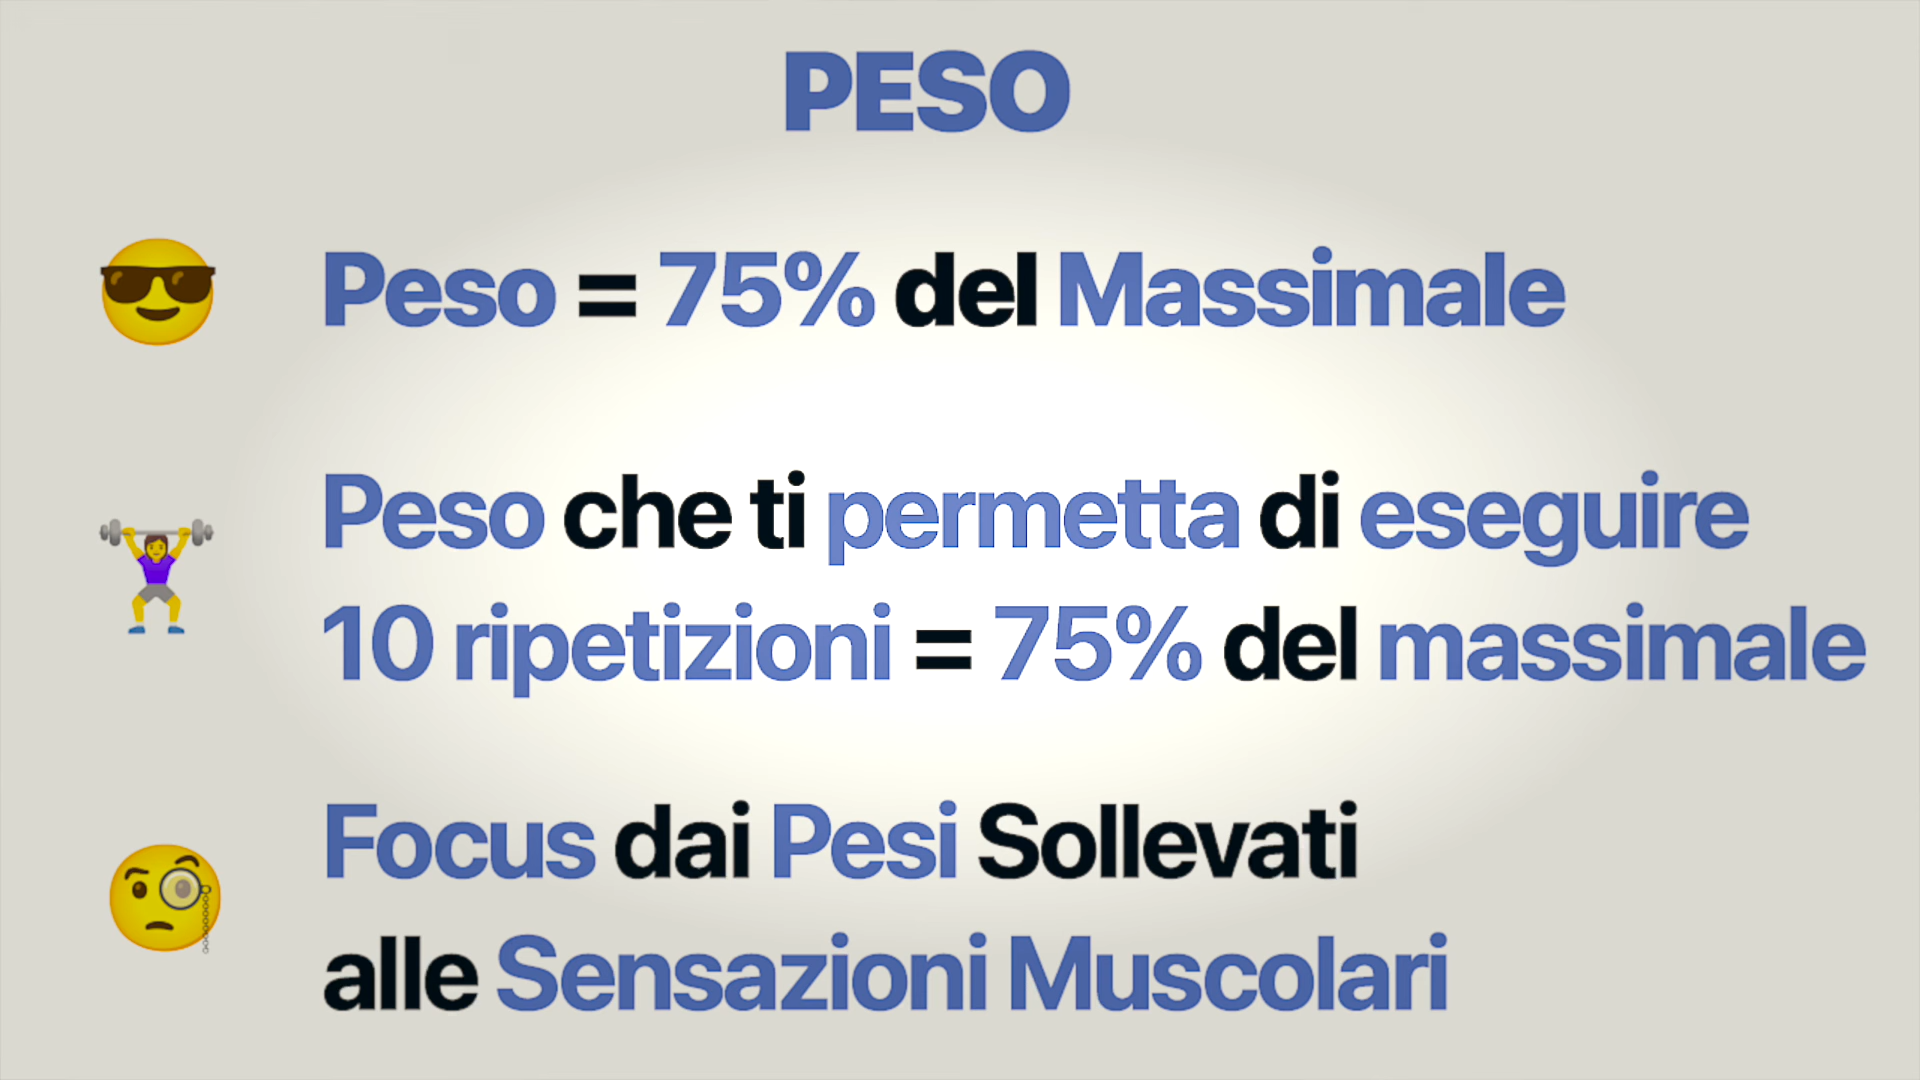 PESO
Peso = 75% del Massimale
Peso che ti permetta di eseguire
10 ripetizioni = 75% del massimale
Focus dai Pesi Sollevati
alle Sensazioni Muscolari